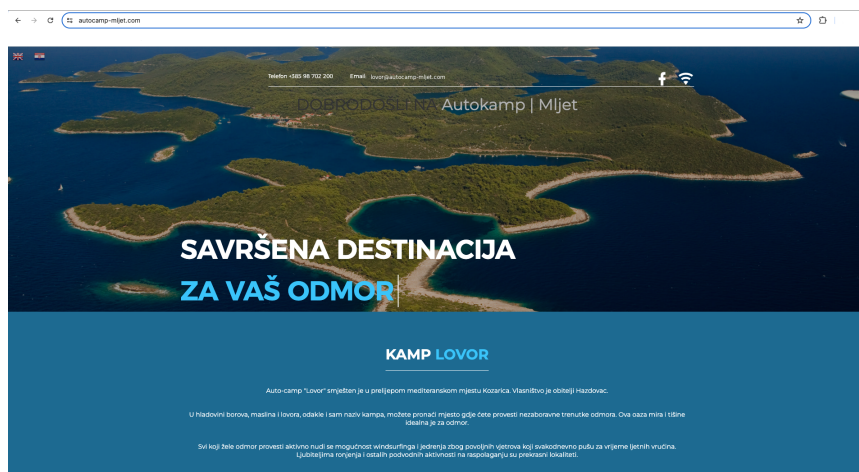 autocamp-mljet.com
Telefon +385 98 702 200 Email lovor@autocamp-mljet.com
DOBRODOŠLI NA Autokamp | Mljet
SAVRŠENA DESTINACIJA
ZA VAŠ ODMOR
KAMP LOVOR
Auto-camp "Lovor" smješten je u prelijepom mediteranskom mjestu Kozarica. Vlasništvo je obitelji Hazdovac.
U hladovini borova, maslina i lovora, odakle i sam naziv kampa, možete pronaći mjesto gdje ćete provesti nezaboravne trenutke odmora. Ova oaza mira i tišine
idealna je za odmor.
Svi koji žele odmor provesti aktivno nudi se mogućnost windsurfinga i jedrenja zbog povoljnih vjetrova koji svakodnevno pušu za vrijeme ljetnih vrućina.
Ljubiteljima ronjenja i ostalih podvodnih aktivnosti na raspolaganju su prekrasni lokaliteti.